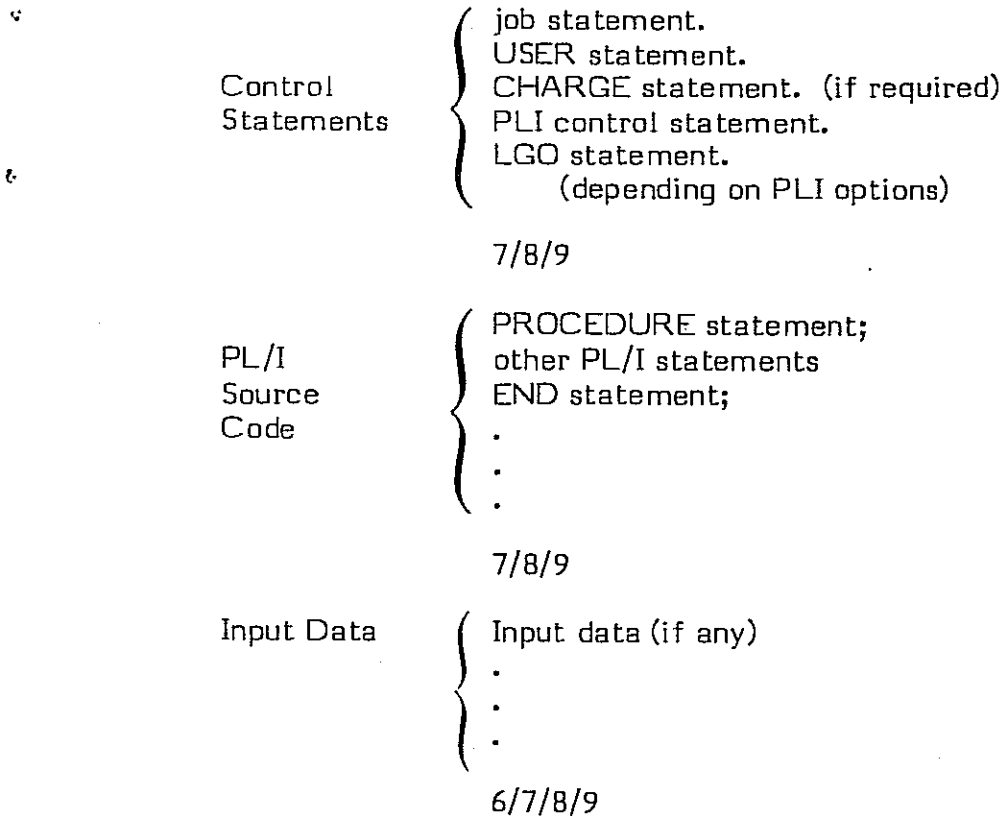 Control
Statements
job statement.
USER statement.
CHARGE statement. (if required)
PLI control statement.
LGO statement.
(depending on PLI options)
7/8/9
PL/I
Source
Code
PROCEDURE statement;
other PL/I statements
END statement;
.
.
.
7/8/9
Input Data
Input data (if any)
.
.
.
6/7/8/9